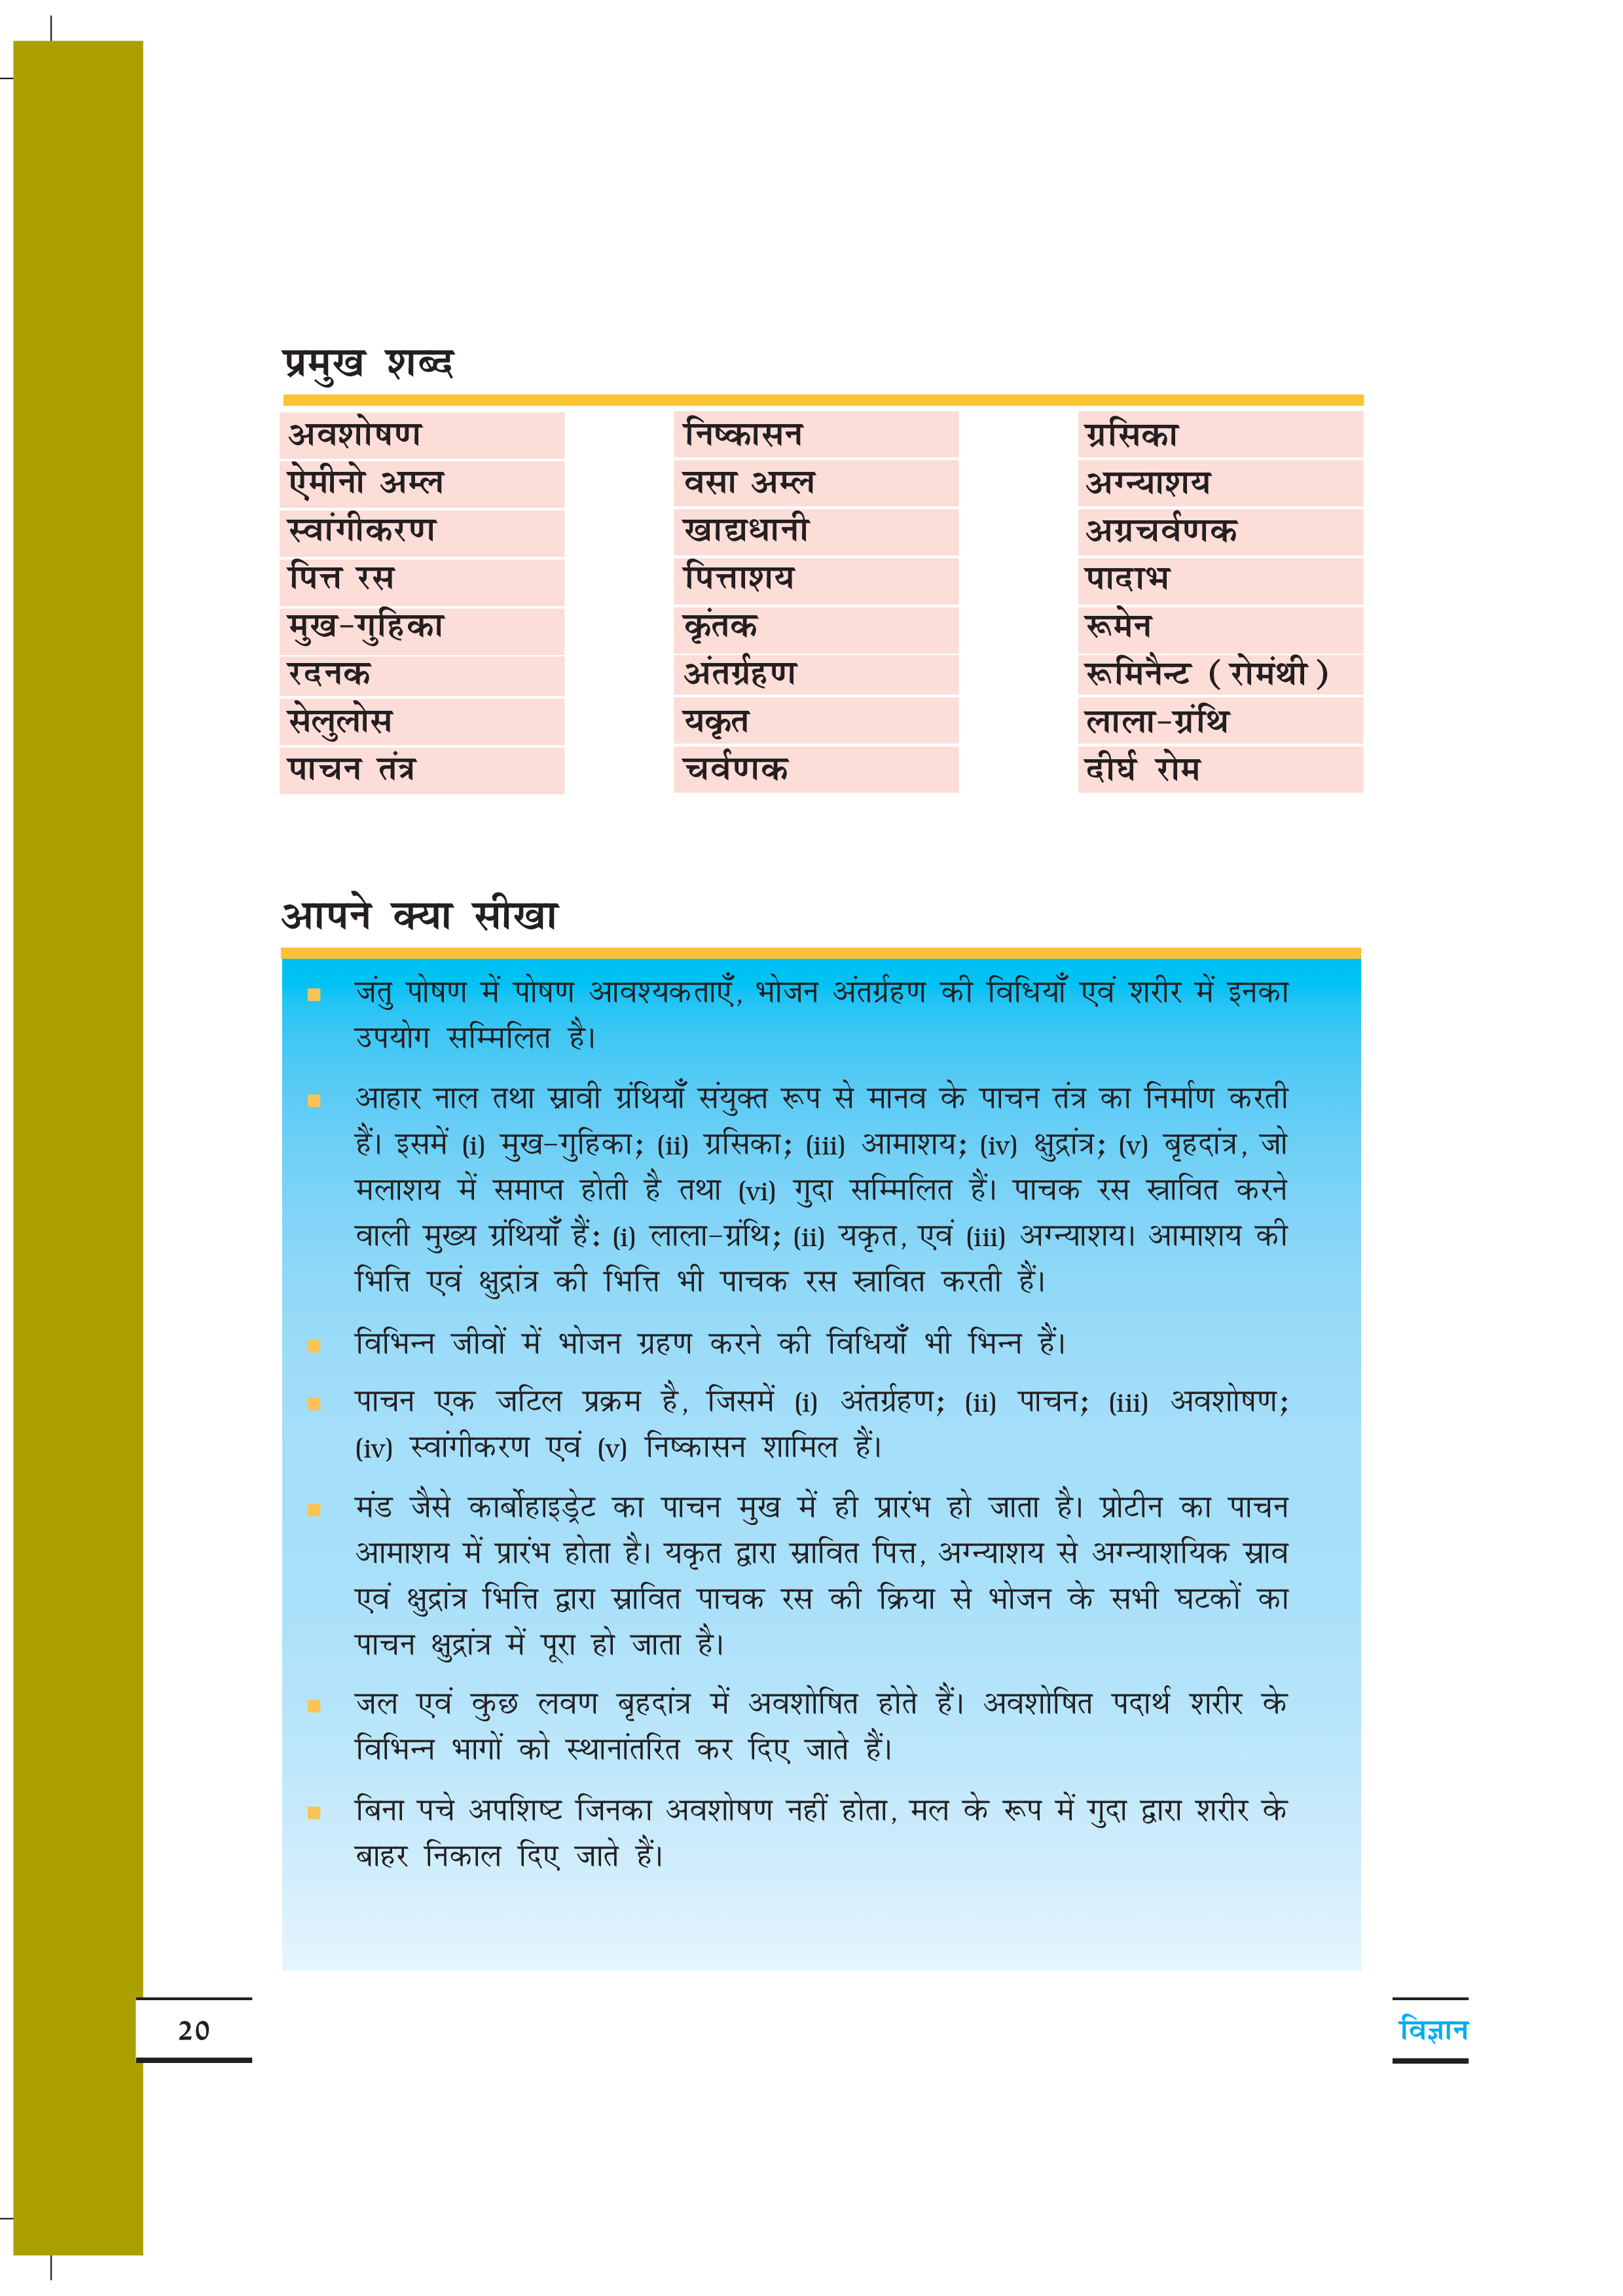 प्रमुख शब्द
अवशोषण
ऐमीनो अम्ल
स्वांगीकरण
पित्त रस
मुख-गुहिका
रदनक
सेलुलोस
पाचन तंत्र
निष्कासन
वसा अम्ल
खाद्यधानी
पित्ताशय
कृंतक
अंतर्ग्रहण
यकृत
चर्वणक
ग्रसिका
अग्न्याशय
अग्रचर्वणक
पादाभ
रूमेन
रूमिनैन्ट (रोमंथी)
लाला-ग्रंथि
दीर्घ रोम
आपने क्या सीखा
जंतु पोषण में पोषण आवश्यकताएँ, भोजन अंतर्ग्रहण की विधियाँ एवं शरीर में इनका
उपयोग सम्मिलित है।
आहार नाल तथा स्रावी ग्रंथियाँ संयुक्त रूप से मानव के पाचन तंत्र का निर्माण करती
हैं। इसमें (i) मुख-गुहिका; (ii) ग्रसिका; (iii) आमाशय; (iv) क्षुद्रांत्र; (v) बृहदांत्र, जो
मलाशय में समाप्त होती है तथा (vi) गुदा सम्मिलित हैं। पाचक रस स्त्रावित करने
वाली मुख्य ग्रंथियाँ हैं: (i) लाला-ग्रंथि; (ii) यकृत, एवं (iii) अग्न्याशय। आमाशय की
भित्ति एवं क्षुद्रांत्र की भित्ति भी पाचक रस स्त्रावित करती हैं।
विभिन्न जीवों में भोजन ग्रहण करने की विधियाँ भी भिन्न हैं।
पाचन एक जटिल प्रक्रम है, जिसमें (i) अंतर्ग्रहण; (ii) पाचन; (iii) अवशोषण;
(iv) स्वांगीकरण एवं (v) निष्कासन शामिल हैं।
मंड जैसे कार्बोहाइड्रेट का पाचन मुख में ही प्रारंभ हो जाता है। प्रोटीन का पाचन
आमाशय में प्रारंभ होता है। यकृत द्वारा स्रावित पित्त, अग्न्याशय से अग्न्याशयिक स्राव
एवं क्षुद्रांत्र भित्ति द्वारा स्रावित पाचक रस की क्रिया से भोजन के सभी घटकों का
पाचन क्षुद्रांत्र में पूरा हो जाता है।
जल एवं कुछ लवण बृहदांत्र में अवशोषित होते हैं। अवशोषित पदार्थ शरीर के
विभिन्न भागों को स्थानांतरित कर दिए जाते हैं।
बिना पचे अपशिष्ट जिनका अवशोषण नहीं होता, मल के रूप में गुदा द्वारा शरीर के
बाहर निकाल दिए जाते हैं।
20
विज्ञान